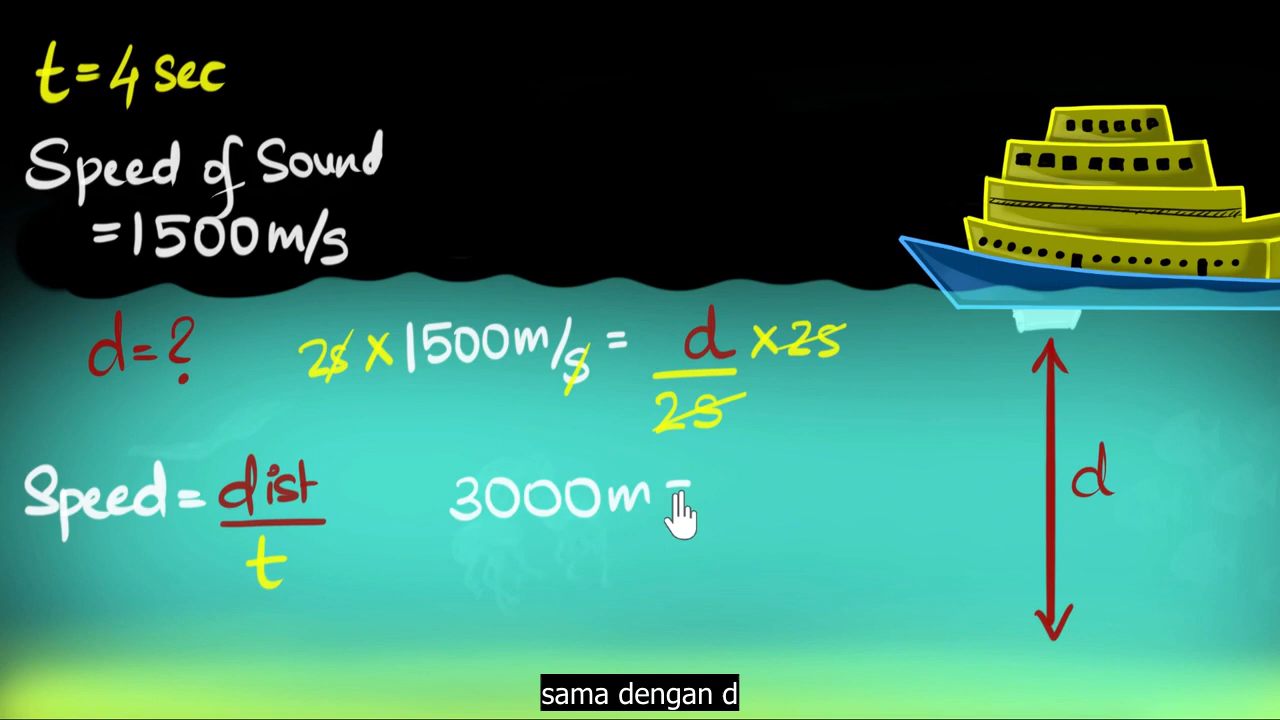 t = 4 sec
Speed of Sound
= 1500 m/s
d = ?
2s × 1500 m/s = d/2s × 2s
Speed = dist/t
3000 m =
d
sama dengan d